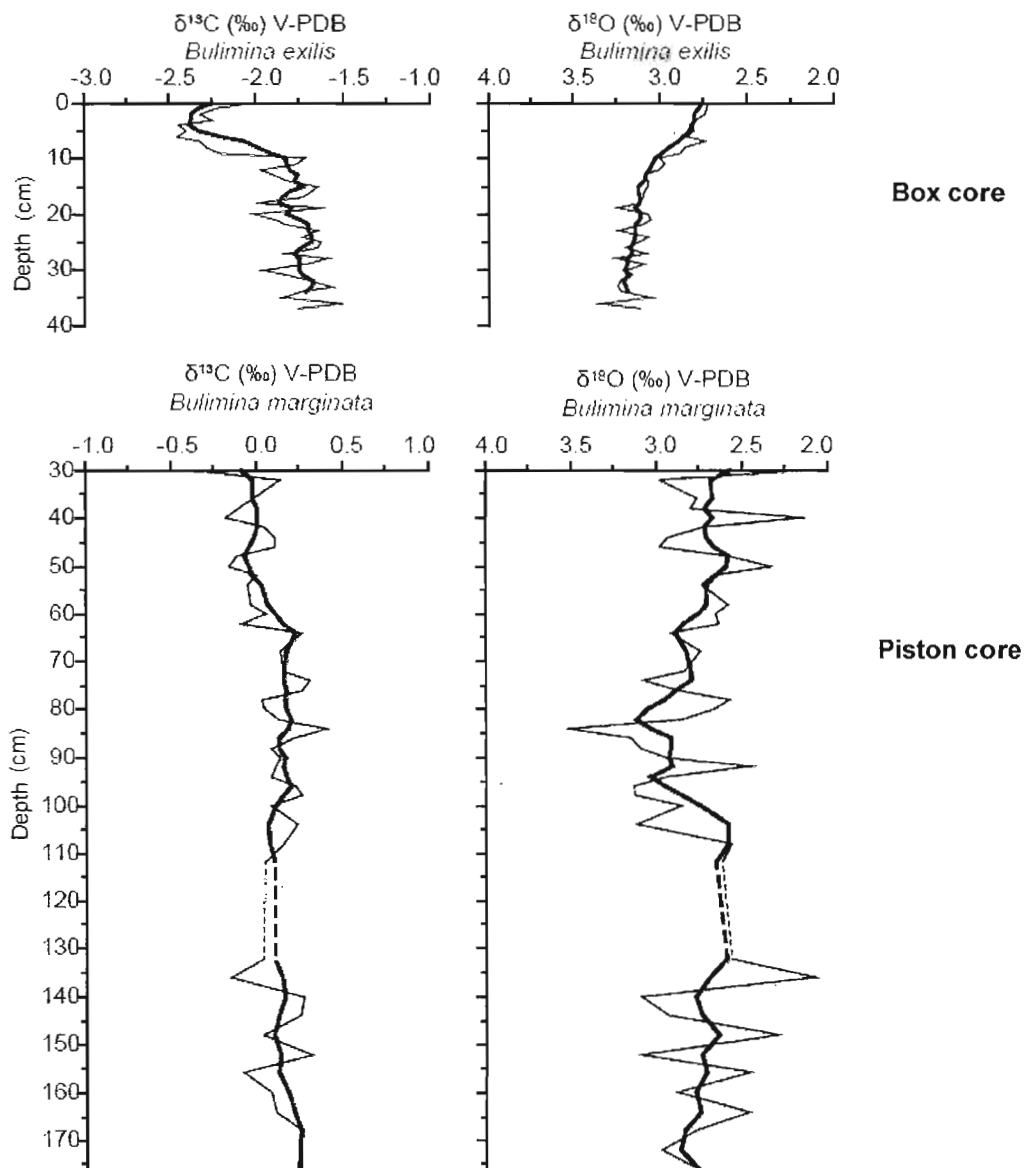 δ¹³C (‰) V-PDB
Bulimina exilis
-3.0 -2.5 -2.0 -1.5 -1.0
δ¹⁸O (‰) V-PDB
Bulimina exilis
4.0 3.5 3.0 2.5 2.0
0
10
20
30
40
Depth (cm)
Box core
δ¹³C (‰) V-PDB
Bulimina marginata
-1.0 -0.5 0.0 0.5 1.0
δ¹⁸O (‰) V-PDB
Bulimina marginata
4.0 3.5 3.0 2.5 2.0
30
40
50
60
70
80
90
100
110
120
130
140
150
160
170
Depth (cm)
Piston core